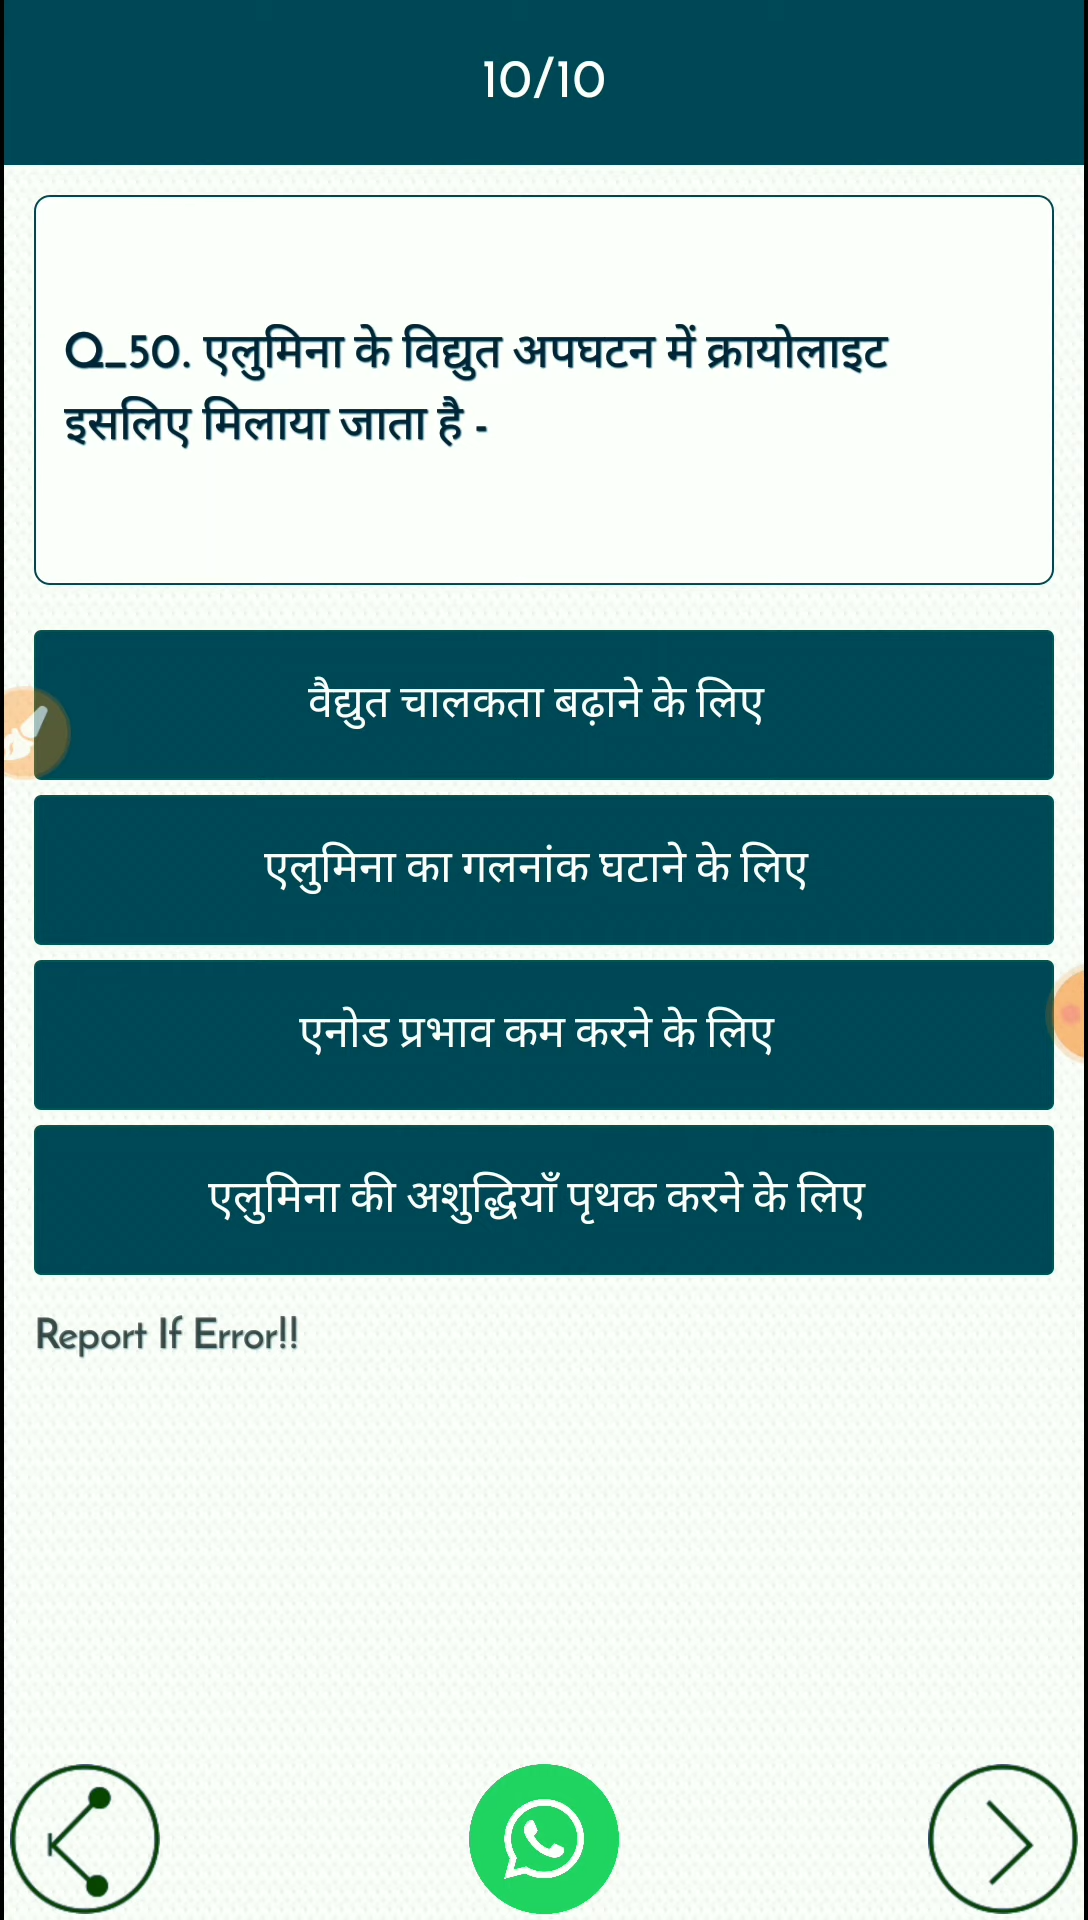 10/10
Q_50. एलुमिना के विद्युत अपघटन में क्रायोलाइट
इसलिए मिलाया जाता है -
वैद्युत चालकता बढ़ाने के लिए
एलुमिना का गलनांक घटाने के लिए
एनोड प्रभाव कम करने के लिए
एलुमिना की अशुद्धियाँ पृथक करने के लिए
Report If Error!!